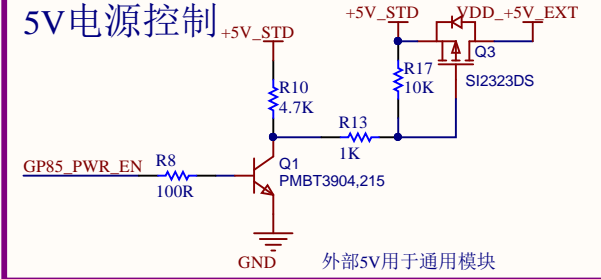 5V电源控制
+5V_STD
+5V_STD
VDD_+5V_EXT
Q3
SI2323DS
R17
10K
R10
4.7K
R13
1K
GP85_PWR_EN
R8
100R
Q1
PMBT3904,215
GND
外部5V用于通用模块